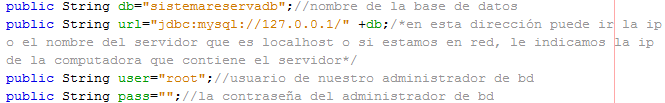 public String db="sistemareservadb";//nombre de la base de datos
public String url="jdbc:mysql://127.0.0.1/" +db;/*en esta dirección puede ir la ip
o el nombre del servidor que es localhost o si estamos en red, le indicamos la ip
de la computadora que contiene el servidor*/
public String user="root";//usuario de nuestro administrador de bd
public String pass="";//la contraseña del administrador de bd